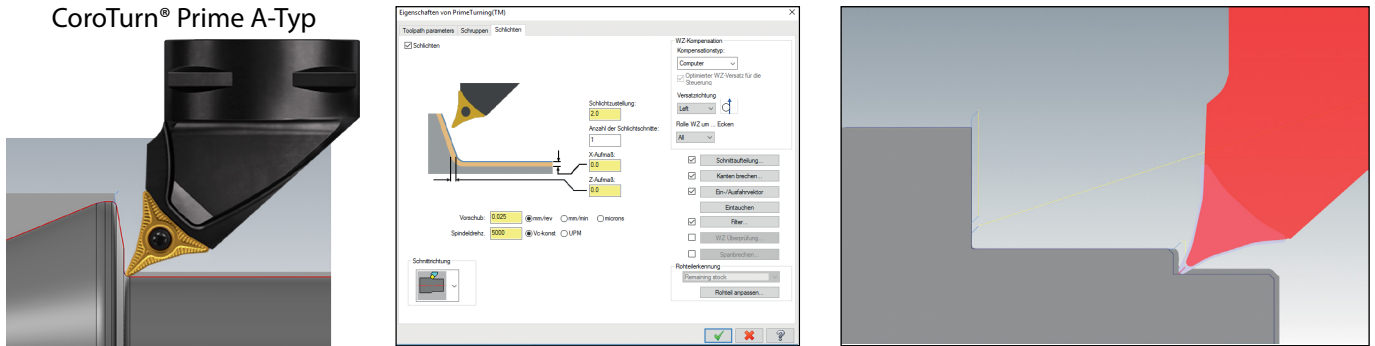 CoroTurn® Prime A-Typ
Eigenschaften von PrimeTurning(TM)
Toolpath parameters Schruppen Schlichten
Schlichten
Schlichtzustellung:
2.0
Anzahl der Schlichtschnitte:
1
X-Aufmaß:
0.0
Z-Aufmaß:
0.0
Vorschub: 0.025 mm/rev mm/min microns
Spindeldrehz. 5000 Vc-konst UPM
Schnittrichtung
WZ-Kompensation
Kompensationstyp:
Computer
Optimierter WZ-Versatz für die
Steuerung
Versatzrichtung
Left
Rolle WZ um ... Ecken
All
Schnittaufteilung...
Kanten brechen...
Ein-/Ausfahrvektor
Eintauchen
Filter...
WZ Überprüfung...
Spanbrechen...
Rohteilerkennung
Remaining stock
Rohteil anpassen...